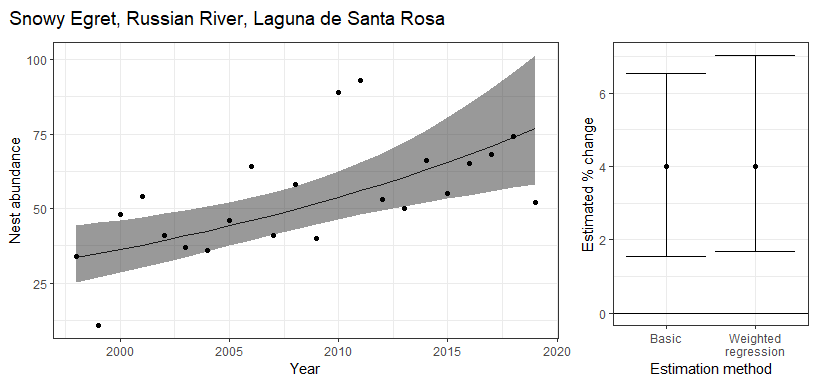 Snowy Egret, Russian River, Laguna de Santa Rosa
Nest abundance
100
75
50
25
2000
2005
2010
2015
2020
Year
Estimated % change
6
4
2
0
Basic
Weighted
regression
Estimation method